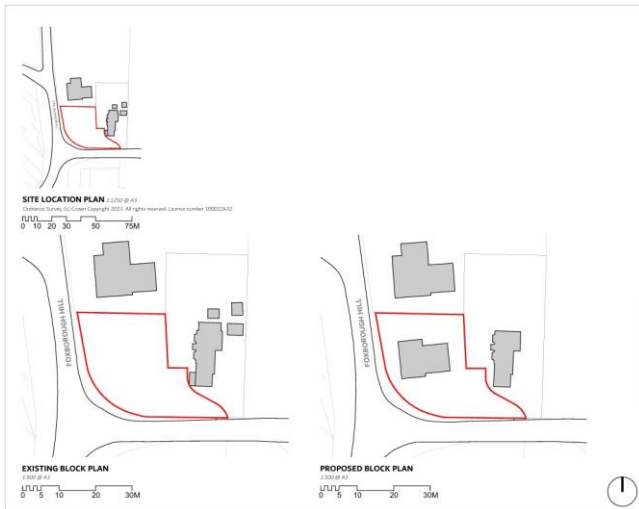 SITE LOCATION PLAN 1:1250 @ A3
Ordnance Survey, (c) Crown Copyright 2023. All rights reserved. Licence number 100022432
0 10 20 30 50 75M
FOXBOROUGH HILL
FOXBOROUGH HILL
EXISTING BLOCK PLAN
1:500 @ A3
0 5 10 20 30M
PROPOSED BLOCK PLAN
1:500 @ A3
0 5 10 20 30M